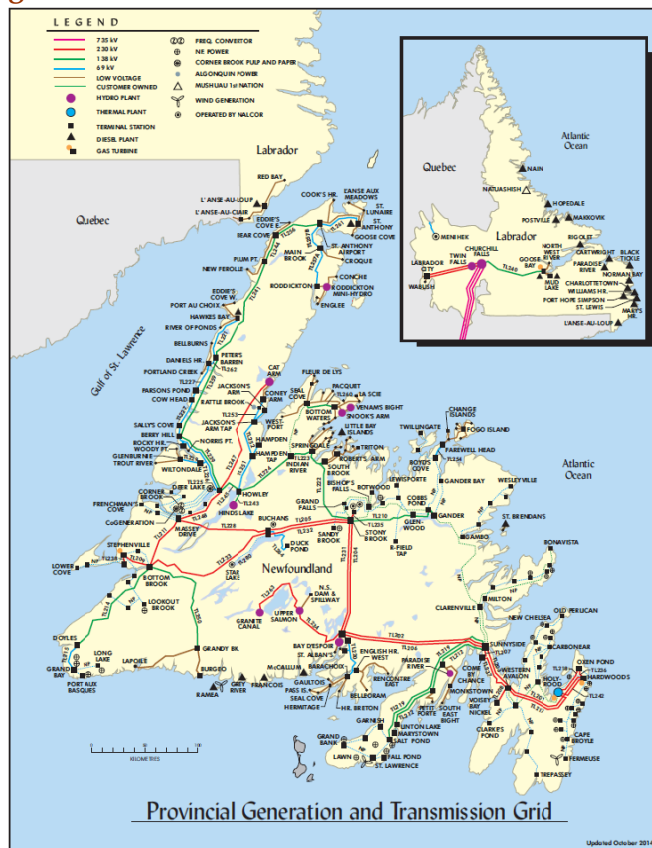 LEGEND
735 kV
230 kV
138 kV
69 kV
LOW VOLTAGE
CUSTOMER OWNED
HYDRO PLANT
THERMAL PLANT
TERMINAL STATION
DIESEL PLANT
GAS TURBINE
FREQ. CONVERTOR
NF POWER
CORNER BROOK PULP AND PAPER
ALGONQUIN POWER
MUSHUAU 1st NATION
WIND GENERATION
OPERATED BY NALCOR
Quebec
Labrador
Atlantic
Ocean
NAIN
NATUASHISH
HOPEDALE
POSTVILLE
MAKKOVIK
RIGOLET
MENIHEK
CHURCHILL
FALLS
TWIN
FALLS
NORTH
WEST
RIVER
GOOSE
BAY
MUD
LAKE
TL240
LABRADOR
CITY
WABUSH
CARTWRIGHT
PARADISE
RIVER
BLACK
TICKLE
NORMAN BAY
CHARLOTTETOWN
WILLIAMS HR.
PORT HOPE SIMPSON
ST. LEWIS
MARY'S
HR.
L'ANSE-AU-LOUP
Labrador
Quebec
Gulf of St. Lawrence
RED BAY
L'ANSE-AU-LOUP
L'ANSE-AU-CLAIR
COOK'S HR.
L'ANSE AUX
MEADOWS
ST.
LUNAIRE
ST.
ANTHONY
GOOSE COVE
EDDIE'S
COVE E.
BEAR COVE
ST. ANTHONY
AIRPORT
MAIN
BROOK
CROQUE
PLUM PT.
NEW FEROLLE
CONCHE
RODDICKTON
RODDICKTON
MINI-HYDRO
ENGLEE
EDDIE'S
COVE W.
PORT AU CHOIX
HAWKES BAY
RIVER OF PONDS
BELLBURNS
DANIELS HR.
PETER'S
BARREN
TL262
PORTLAND CREEK
TL227
PARSONS POND
COW HEAD
SALLY'S COVE
BERRY HILL
ROCKY HR.
WOODY PT.
NORRIS PT.
GLENBURNIE
TROUT RIVER
WILTONDALE
CAT
ARM
JACKSON'S
ARM
CONEY
ARM
RATTLE BROOK
JACKSON'S
ARM TAP
WEST-
PORT
HAMPDEN
HAMPDEN
TAP
SEAL
COVE
FLEUR DE LYS
PACQUET
LA SCIE
BOTTOM
WATERS
VENAMS BIGHT
SNOOK'S ARM
LITTLE BAY
ISLANDS
TRITON
ROBERT'S ARM
SPRINGDALE
INDIAN
RIVER
SOUTH
BROOK
DEER LAKE
HOWLEY
TL243
HINDS LAKE
CORNER
BROOK
FRENCHMAN'S
COVE
CoGENERATION
MASSEY
DRIVE
STEPHENVILLE
LOWER
COVE
BOTTOM
BROOK
LOOKOUT
BROOK
DOYLES
GRAND
BAY
LONG
LAKE
PORT AUX
BASQUES
LAPOILE
GRANDY BK.
BURGEO
RAMEA
GREY
RIVER
FRANCOIS
McCALLUM
BUCHANS
DUCK
POND
STAR
LAKE
Newfoundland
GRANITE
CANAL
UPPER
SALMON
N.S.
DAM &
SPILLWAY
GRAND
FALLS
BISHOP'S
FALLS
SANDY
BROOK
STONY
BROOK
BOTWOOD
LEWISPORTE
TWILLINGATE
CHANGE
ISLANDS
FOGO ISLAND
BOYD'S
COVE
FAREWELL HEAD
GANDER BAY
COBB'S
POND
GANDER
GLEN-
WOOD
R-FIELD
TAP
WESLEYVILLE
ST. BRENDANS
GAMBO
BONAVISTA
MILTON
CLARENVILLE
Atlantic
Ocean
BAY D'ESPOIR
ST. ALBAN'S
BARACHOIX
GAULTOIS
PASS IS.
SEAL COVE
HERMITAGE
HR. BRETON
ENGLISH HR.
WEST
RENCONTRE
EAST
BELLEORAM
PARADISE
RIVER
SUNNYSIDE
COME
BY
CHANCE
MONKSTOWN
SOUTH EAST
BIGHT
PETIT
FORTE
GARNISH
GRAND
BANK
LINTON LAKE
MARYSTOWN
SALT POND
FALL POND
LAWN
ST. LAWRENCE
NEW CHELSEA
OLD PERLICAN
CARBONEAR
WESTERN
AVALON
VOISEY
BAY
NICKEL
CLARKES
POND
HOLY-
ROOD
OXEN POND
HARDWOODS
CAPE
BROYLE
FERMEUSE
TREPASSEY
0
KILOMETRES
Provincial Generation and Transmission Grid
Updated October 2014